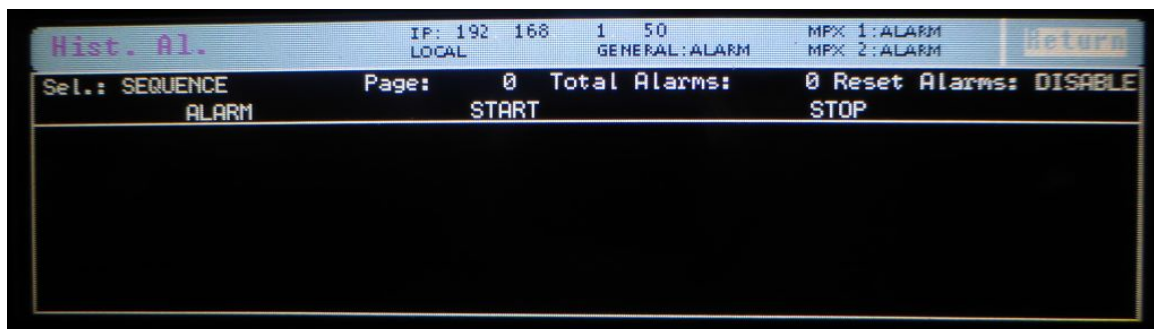 Hist. Al. IP: 192 168 1 50 MPX 1:ALARM Return
LOCAL GENERAL:ALARM MPX 2:ALARM
Sel.: SEQUENCE Page: 0 Total Alarms: 0 Reset Alarms: DISABLE
ALARM START STOP